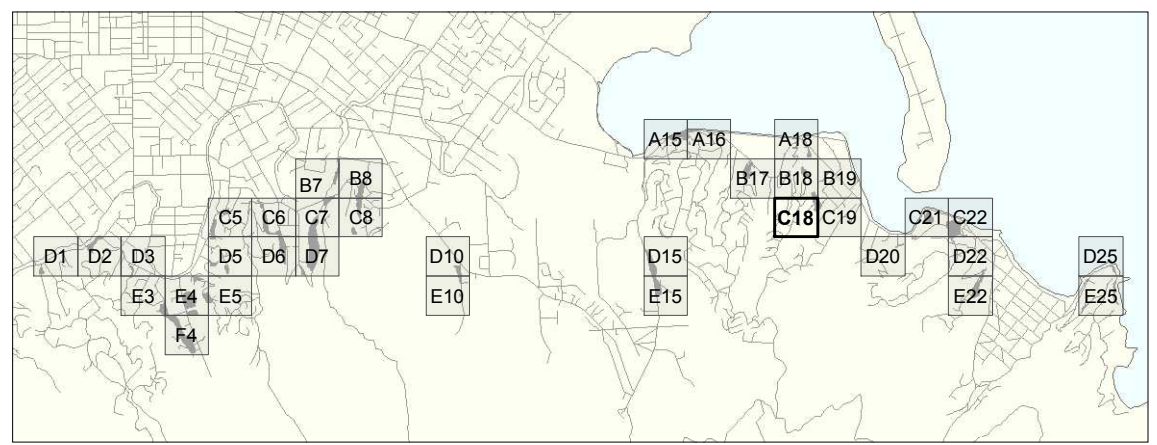 A15 A16 A18
B7 B8 B17 B18 B19
C5 C6 C7 C8 C18 C19 C21 C22
D1 D2 D3 D5 D6 D7 D10 D15 D20 D22 D25
E3 E4 E5 E10 E15 E22 E25
F4